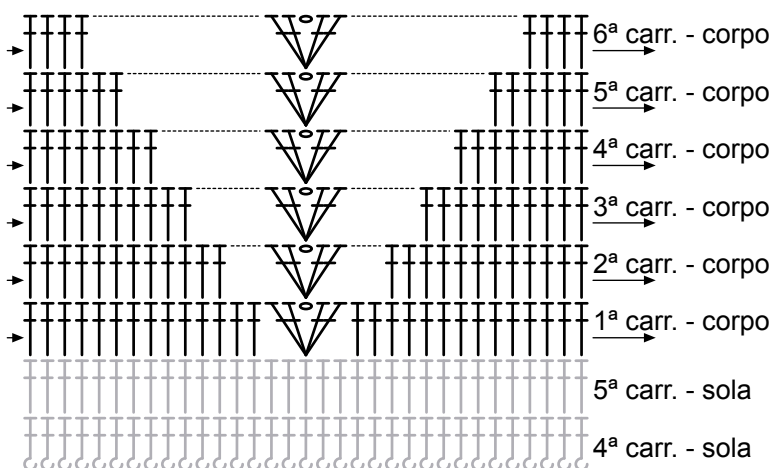 6ª carr. - corpo
5ª carr. - corpo
4ª carr. - corpo
3ª carr. - corpo
2ª carr. - corpo
1ª carr. - corpo
5ª carr. - sola
4ª carr. - sola